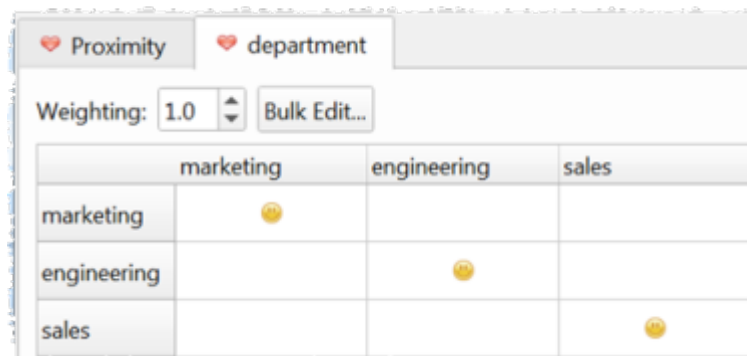 Proximity department
Weighting: 1.0 Bulk Edit...
marketing engineering sales
marketing
engineering
sales